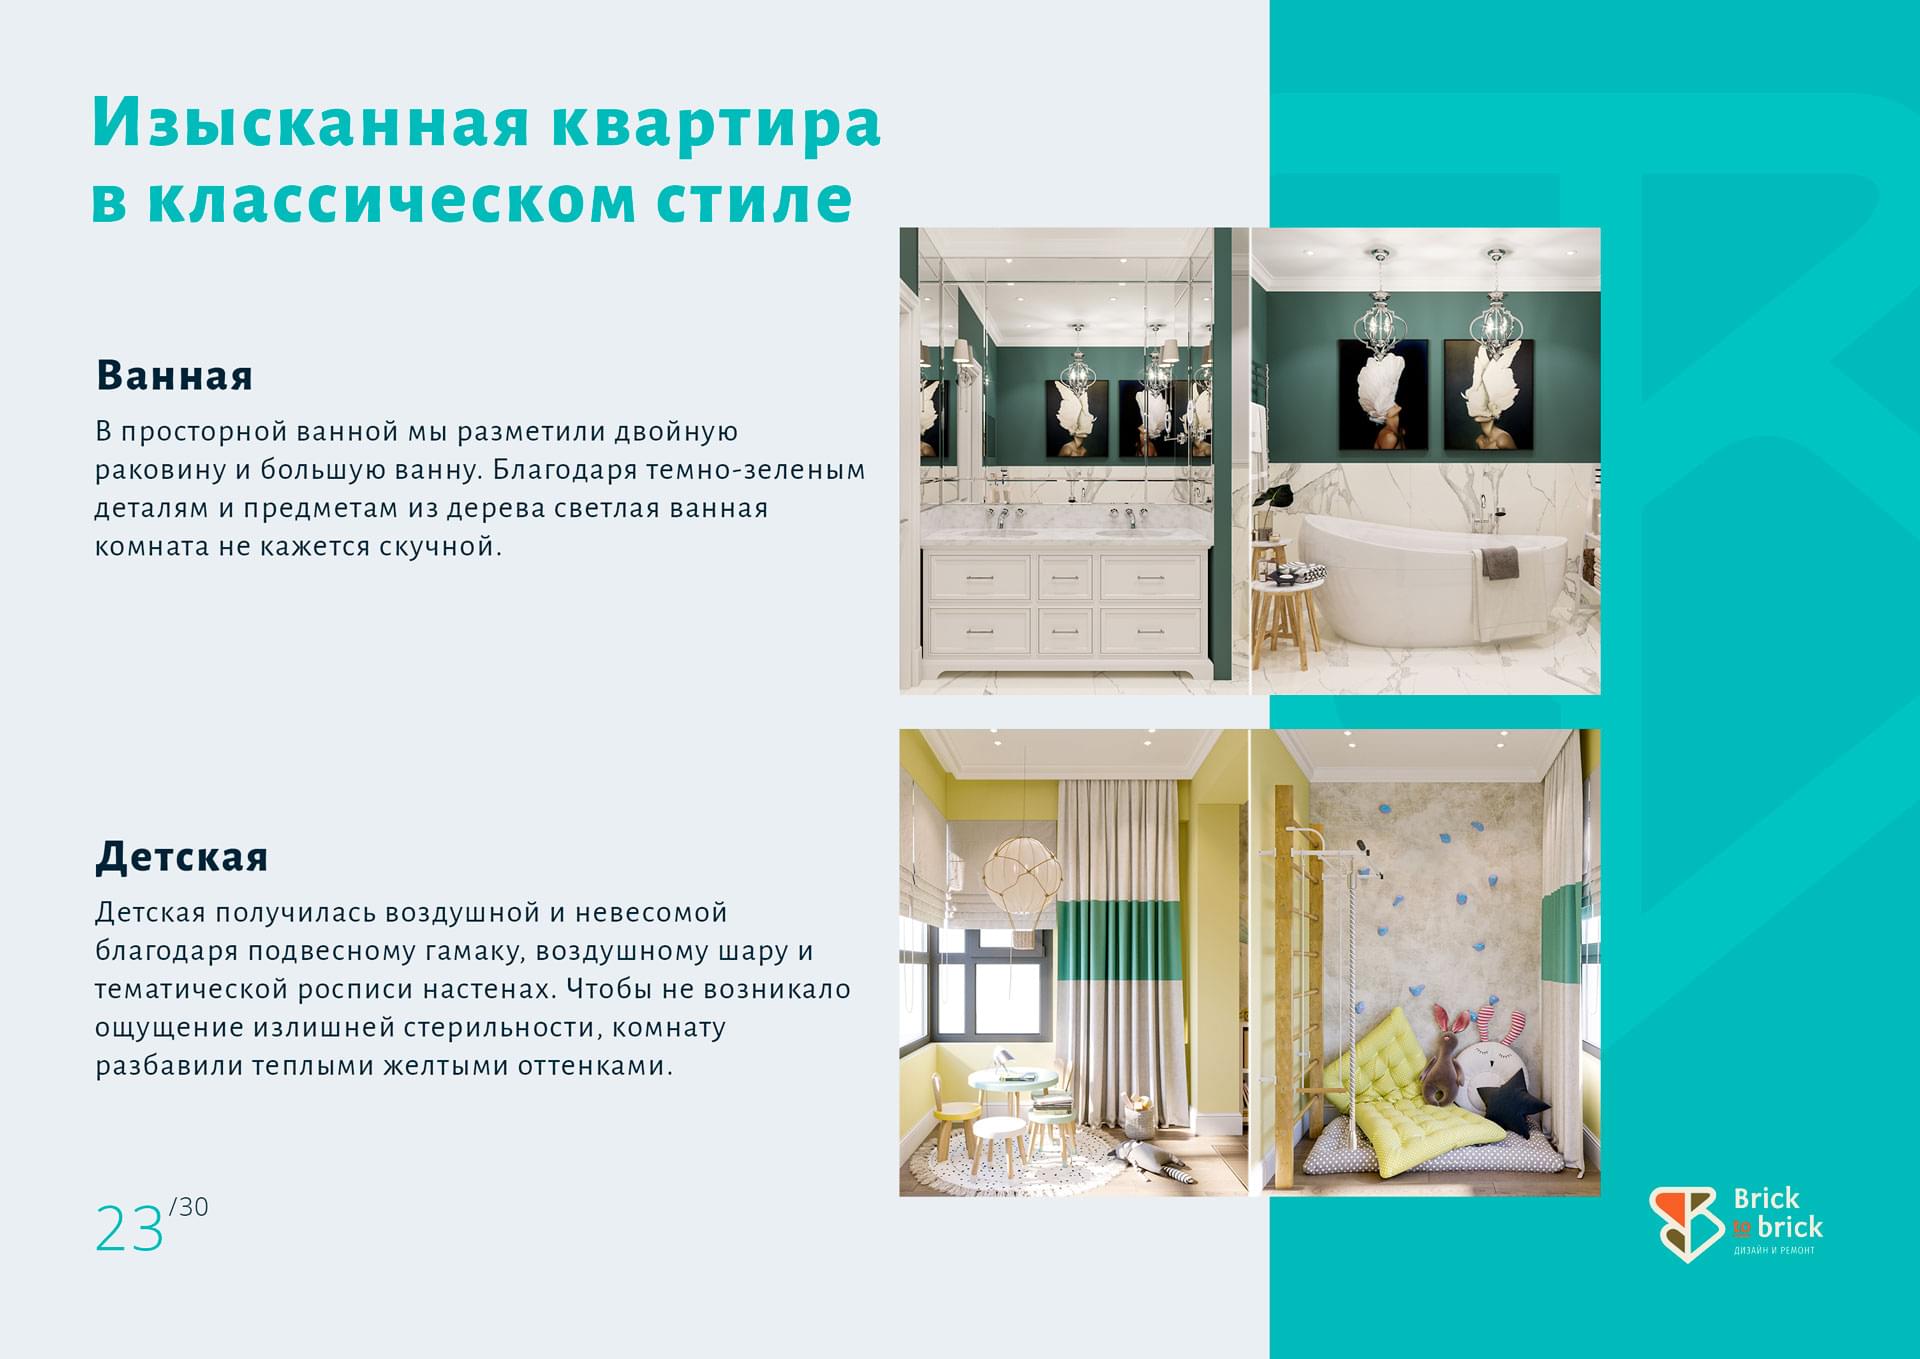 Изысканная квартира
в классическом стиле
Ванная
В просторной ванной мы разметили двойную
раковину и большую ванну. Благодаря темно-зеленым
деталям и предметам из дерева светлая ванная
комната не кажется скучной.
Детская
Детская получилась воздушной и невесомой
благодаря подвесному гамаку, воздушному шару и
тематической росписи настенах. Чтобы не возникало
ощущение излишней стерильности, комнату
разбавили теплыми желтыми оттенками.
23/30
Brick
to brick
ДИЗАЙН И РЕМОНТ